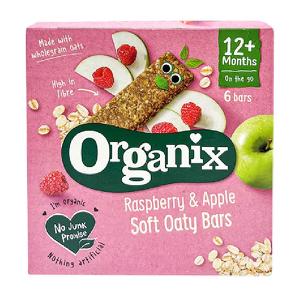 Made with
wholegrain oats
12+
Months
On the go
6 bars
High in
Fibre
Organix
Raspberry & Apple
Soft Oaty Bars
I'm organic
No Junk
Promise
Nothing artificial